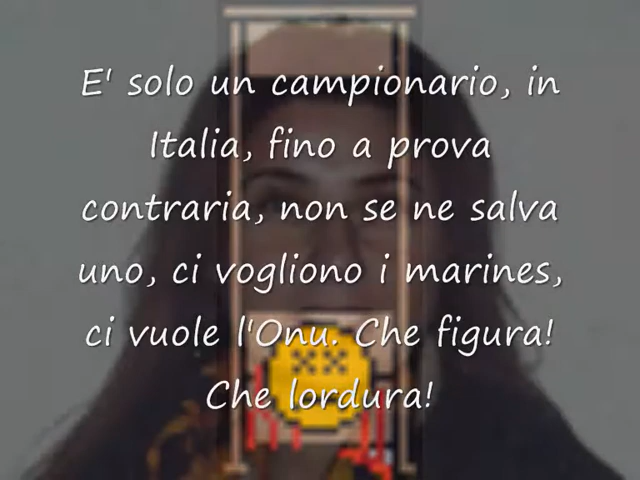 E' solo un campionario, in
Italia, fino a prova
contraria, non se ne salva
uno, ci vogliono i marines,
ci vuole l'Onu. Che figura!
Che lordura!